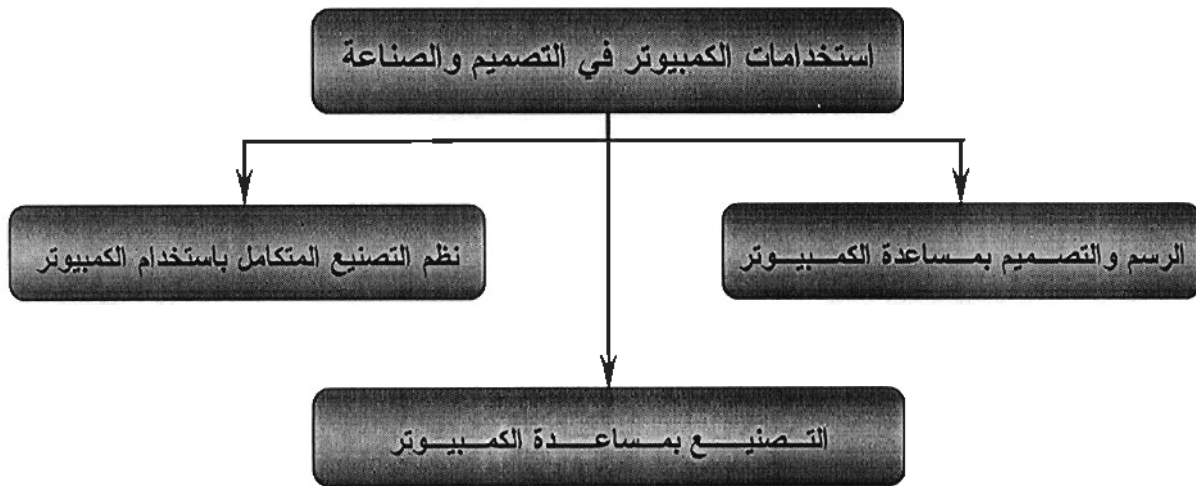 استخدامات الكمبيوتر في التصميم والصناعة
الرسم والتصميم بمساعدة الكمبيوتر
نظم التصنيع المتكامل باستخدام الكمبيوتر
التصنيع بمساعدة الكمبيوتر